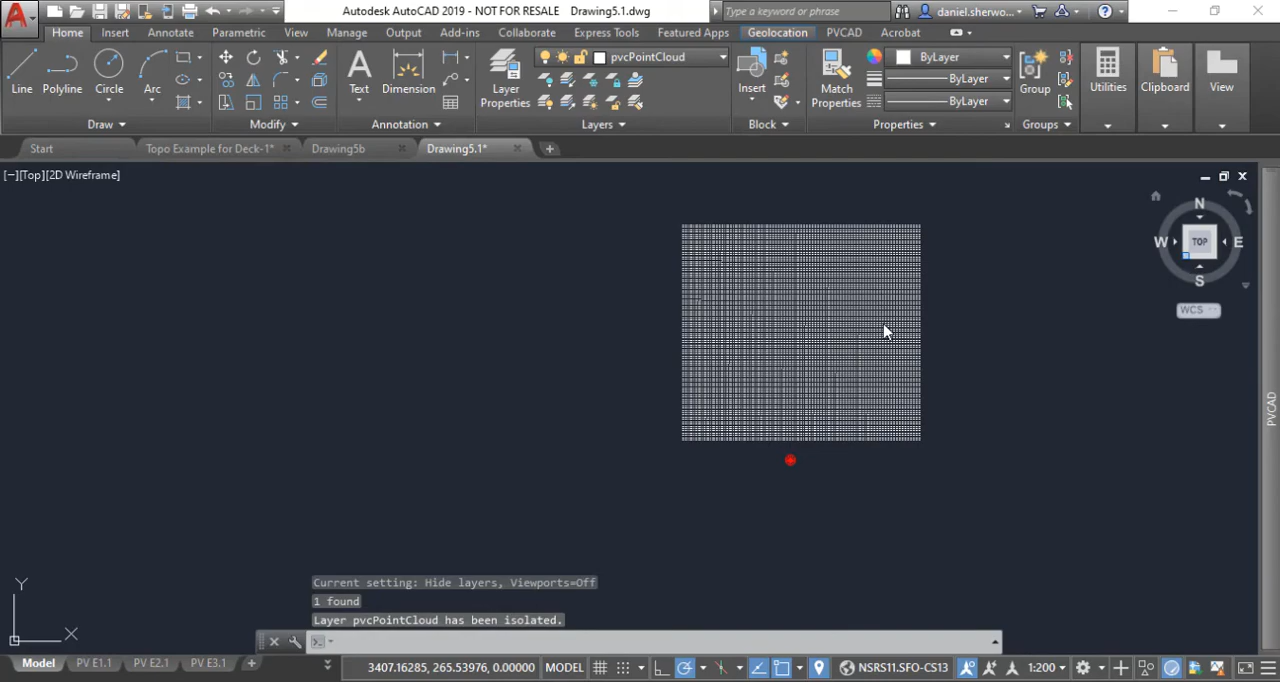 Autodesk AutoCAD 2019 - NOT FOR RESALE Drawing5.1.dwg
Type a keyword or phrase
daniel.sherwo...
Home Insert Annotate Parametric View Manage Output Add-ins Collaborate Express Tools Featured Apps Geolocation PVCAD Acrobat
pvcPointCloud
ByLayer
ByLayer
ByLayer
Line Polyline Circle Arc Text Dimension Layer Properties Insert Match Properties Group Utilities Clipboard View
Draw Modify Annotation Layers Block Properties Groups
Start Topo Example for Deck-1* Drawing5b Drawing5.1*
[−][Top][2D Wireframe]
N
W TOP E
S
WCS
PVCAD
Y
X
Current setting: Hide layers, Viewports=Off
1 found
Layer pvcPointCloud has been isolated.
Model PV E1.1 PV E2.1 PV E3.1
3407.16285, 265.53976, 0.00000 MODEL NSRS11.SFO-CS13 1:200